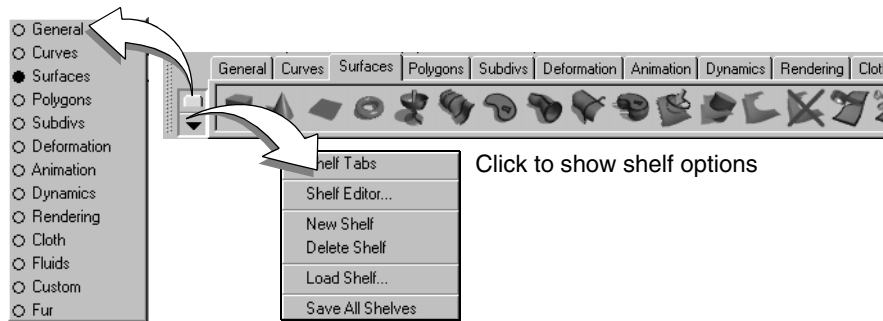 General
Curves
Surfaces
Polygons
Subdivs
Deformation
Animation
Dynamics
Rendering
Cloth
Fluids
Custom
Fur
General Curves Surfaces Polygons Subdivs Deformation Animation Dynamics Rendering
Tabs
Shelf Editor...
New Shelf
Delete Shelf
Load Shelf...
Save All Shelves
Click to show shelf options